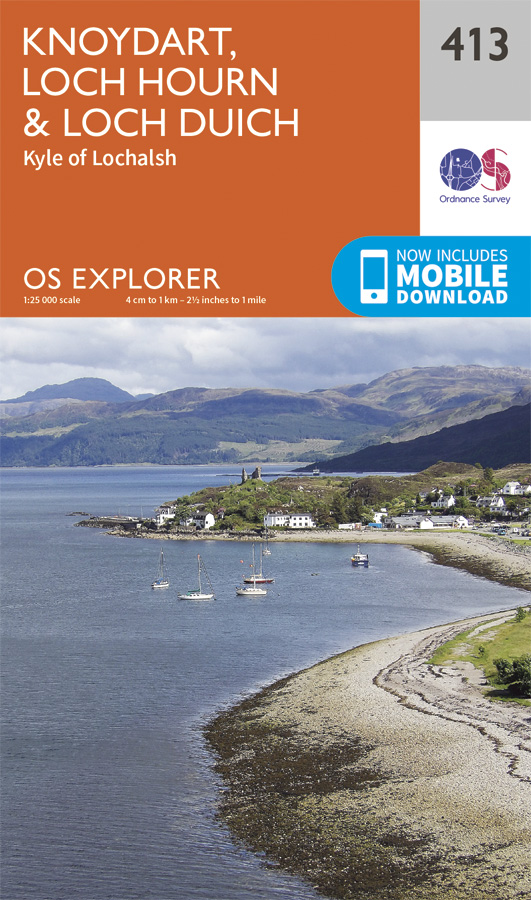 KNOYDART,
LOCH HOURN
& LOCH DUICH
Kyle of Lochalsh
413
OS
Ordnance Survey
NOW INCLUDES
MOBILE
DOWNLOAD
OS EXPLORER
1:25 000 scale 4 cm to 1 km – 2½ inches to 1 mile